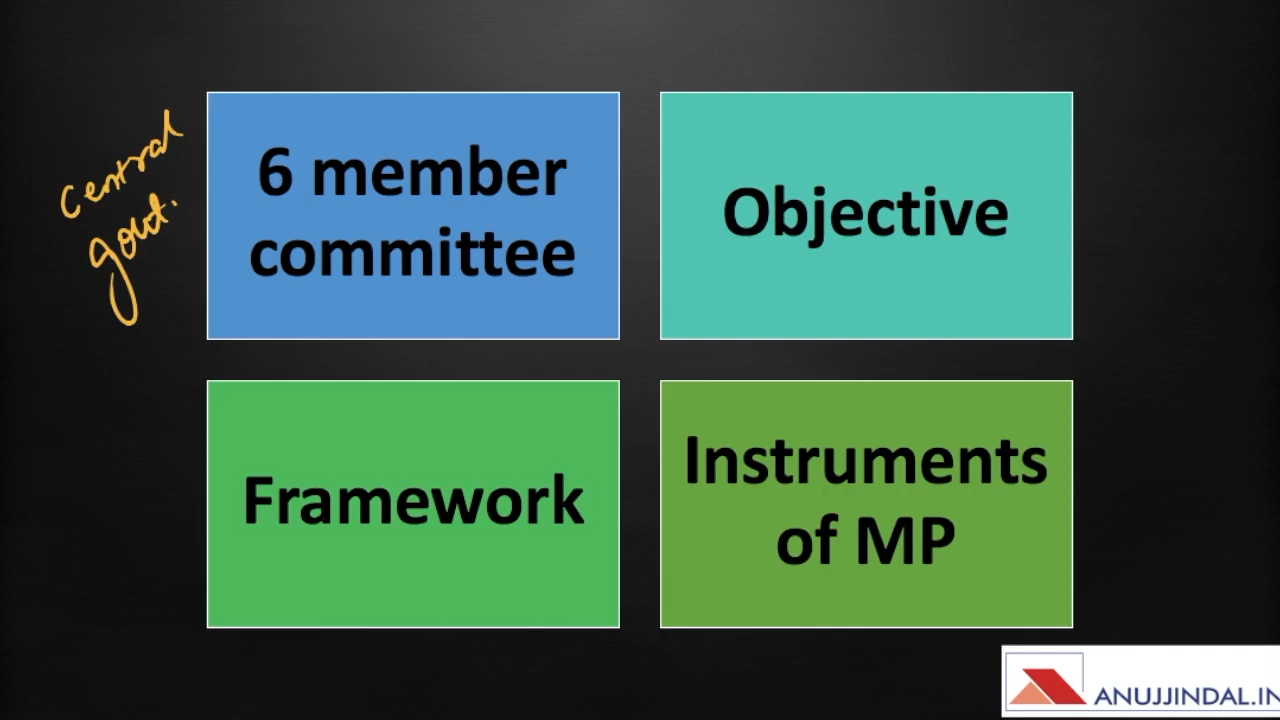 Central
govt.
6 member
committee
Objective
Framework
Instruments
of MP
ANUJJINDAL.IN